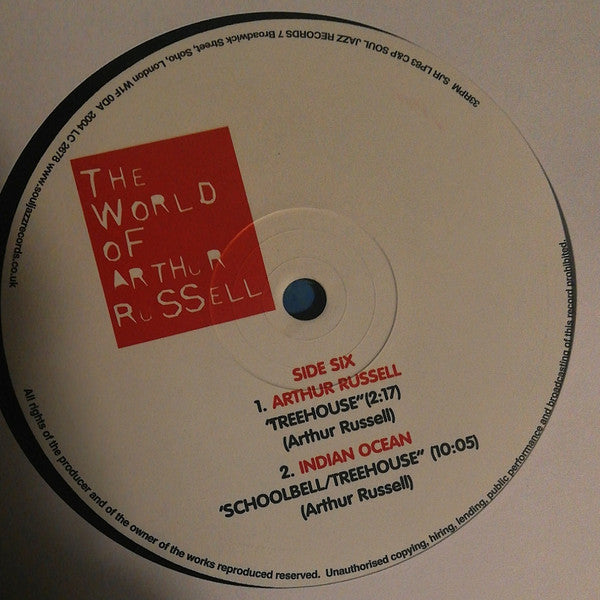 33RPM SJR LP83 C&P SOUL JAZZ RECORDS 7 Broadwick Street, Soho, London W1F 0DA 2004 LC 2678 www.souljazzrecords.co.uk
THE
WORLD
OF
ARTHUR
RuSSELL
SIDE SIX
1. ARTHUR RUSSELL
"TREEHOUSE"(2:17)
(Arthur Russell)
2. INDIAN OCEAN
'SCHOOLBELL/TREEHOUSE" (10:05)
(Arthur Russell)
All rights of the producer and of the owner of the works reproduced reserved. Unauthorised copying, hiring, lending, public performance and broadcasting of this record prohibited.